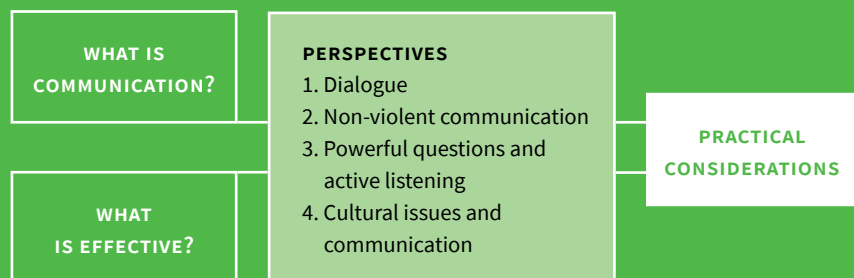 WHAT IS
COMMUNICATION?
WHAT
IS EFFECTIVE?
PERSPECTIVES
1. Dialogue
2. Non-violent communication
3. Powerful questions and
active listening
4. Cultural issues and
communication
PRACTICAL
CONSIDERATIONS